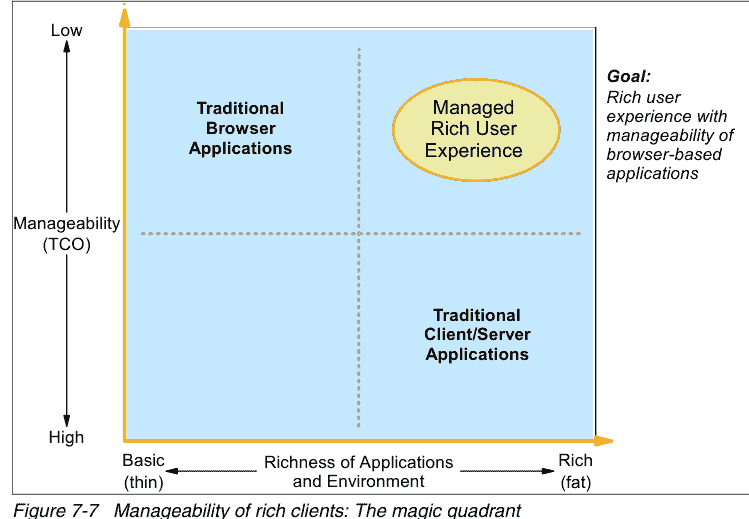 Low
Goal:
Rich user
experience with
manageability of
browser-based
applications
Traditional
Browser
Applications
Managed
Rich User
Experience
Manageability
(TCO)
Traditional
Client/Server
Applications
High
Basic
(thin)
Richness of Applications
and Environment
Rich
(fat)
Figure 7-7 Manageability of rich clients: The magic quadrant